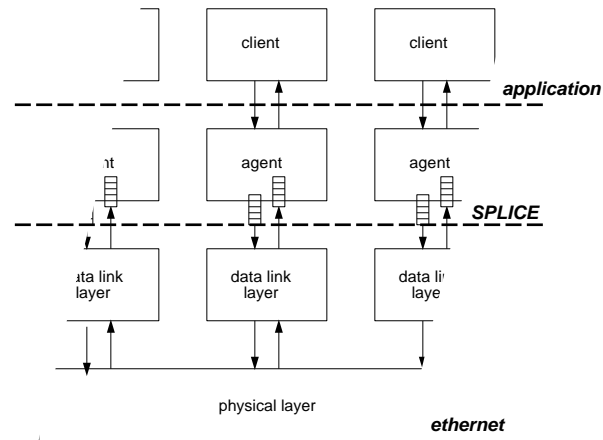 client
client
application
agent
agent
SPLICE
data link
layer
data link
layer
physical layer
ethernet